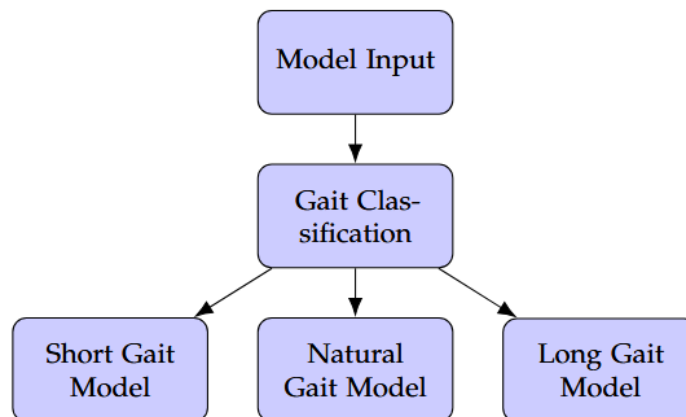 Model Input
Gait Clas-
sification
Short Gait
Model
Natural
Gait Model
Long Gait
Model